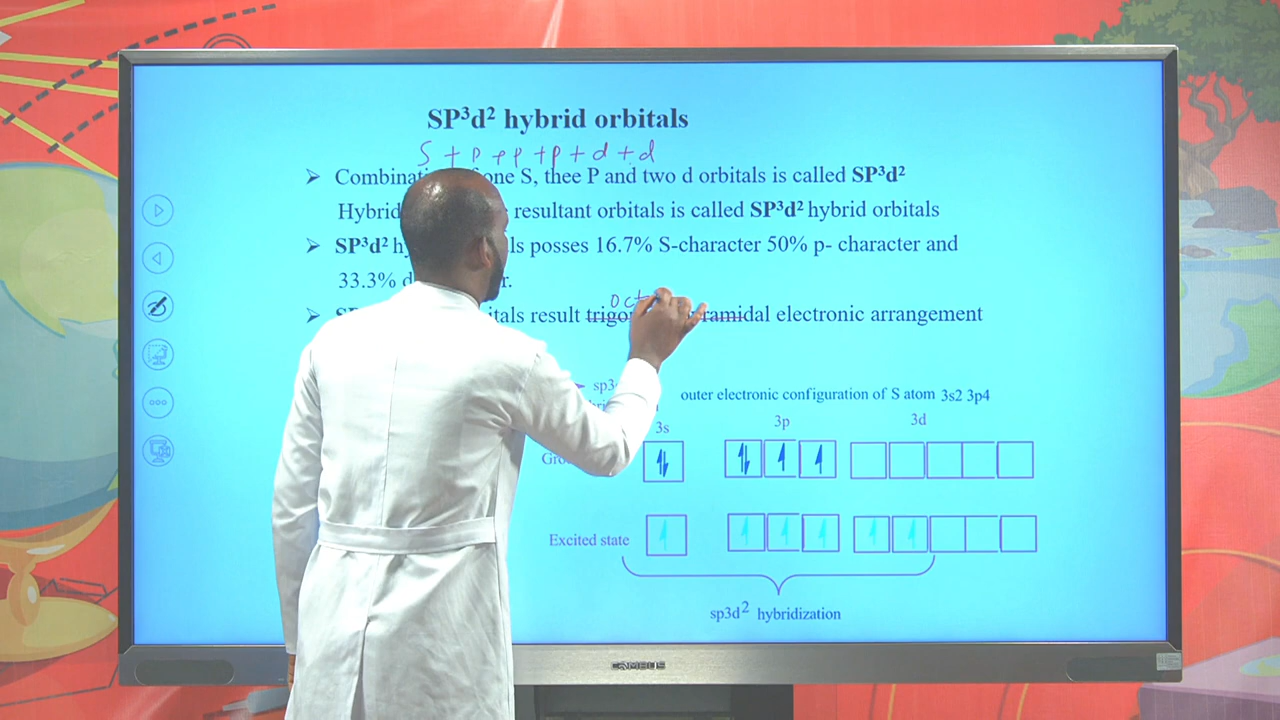 SP³d² hybrid orbitals
S + P + P + P + d + d
➢ Combinati one S, thee P and two d orbitals is called SP³d²
Hybrid resultant orbitals is called SP³d² hybrid orbitals
➢ SP³d² hy ls posses 16.7% S-character 50% p- character and
33.3% d r.
oct
➢ itals result trigo ramidal electronic arrangement
sp3 outer electronic configuration of S atom 3s2 3p4
3s 3p 3d
Gro
Excited state
sp3d² hybridization